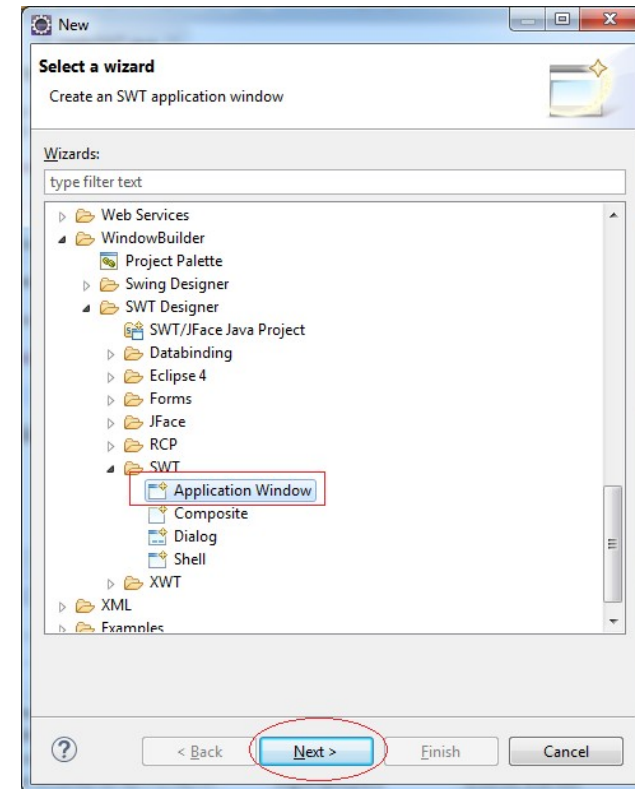 New
Select a wizard
Create an SWT application window
Wizards:
type filter text
Web Services
WindowBuilder
Project Palette
Swing Designer
SWT Designer
SWT/JFace Java Project
Databinding
Eclipse 4
Forms
JFace
RCP
SWT
Application Window
Composite
Dialog
Shell
XWT
XML
Examples
< Back Next > Finish Cancel